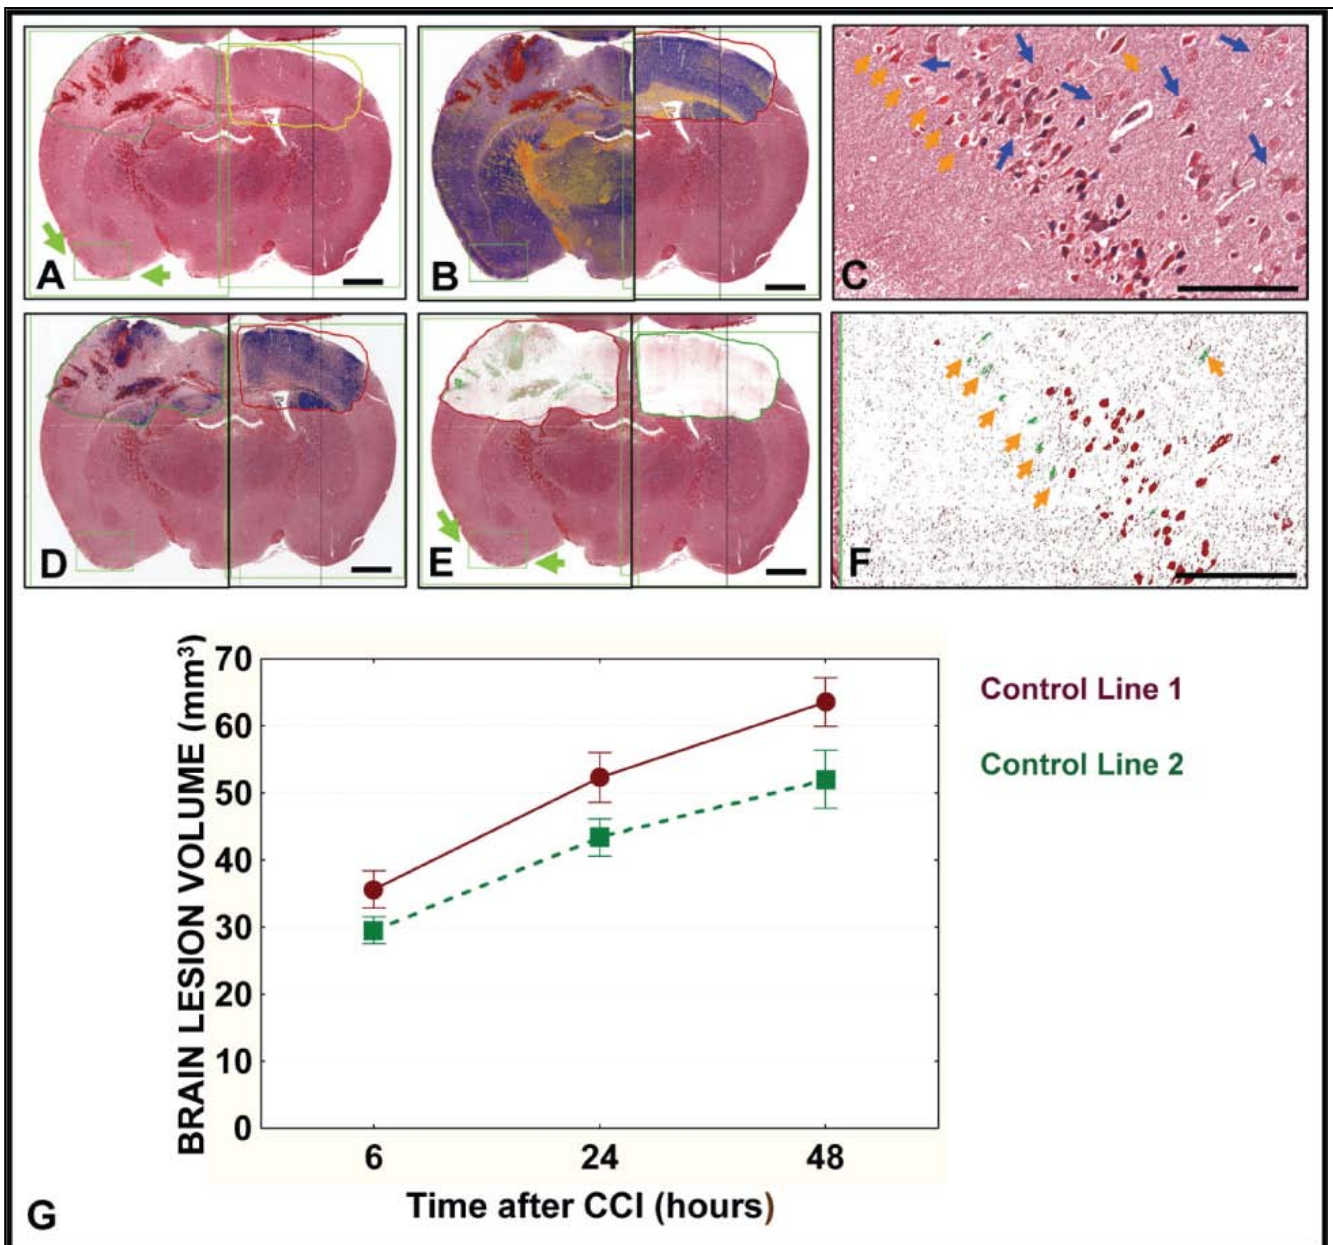 A
B
C
D
E
F
BRAIN LESION VOLUME (mm³)
70
60
50
40
30
20
10
0
6 24 48
Time after CCI (hours)
Control Line 1
Control Line 2
G